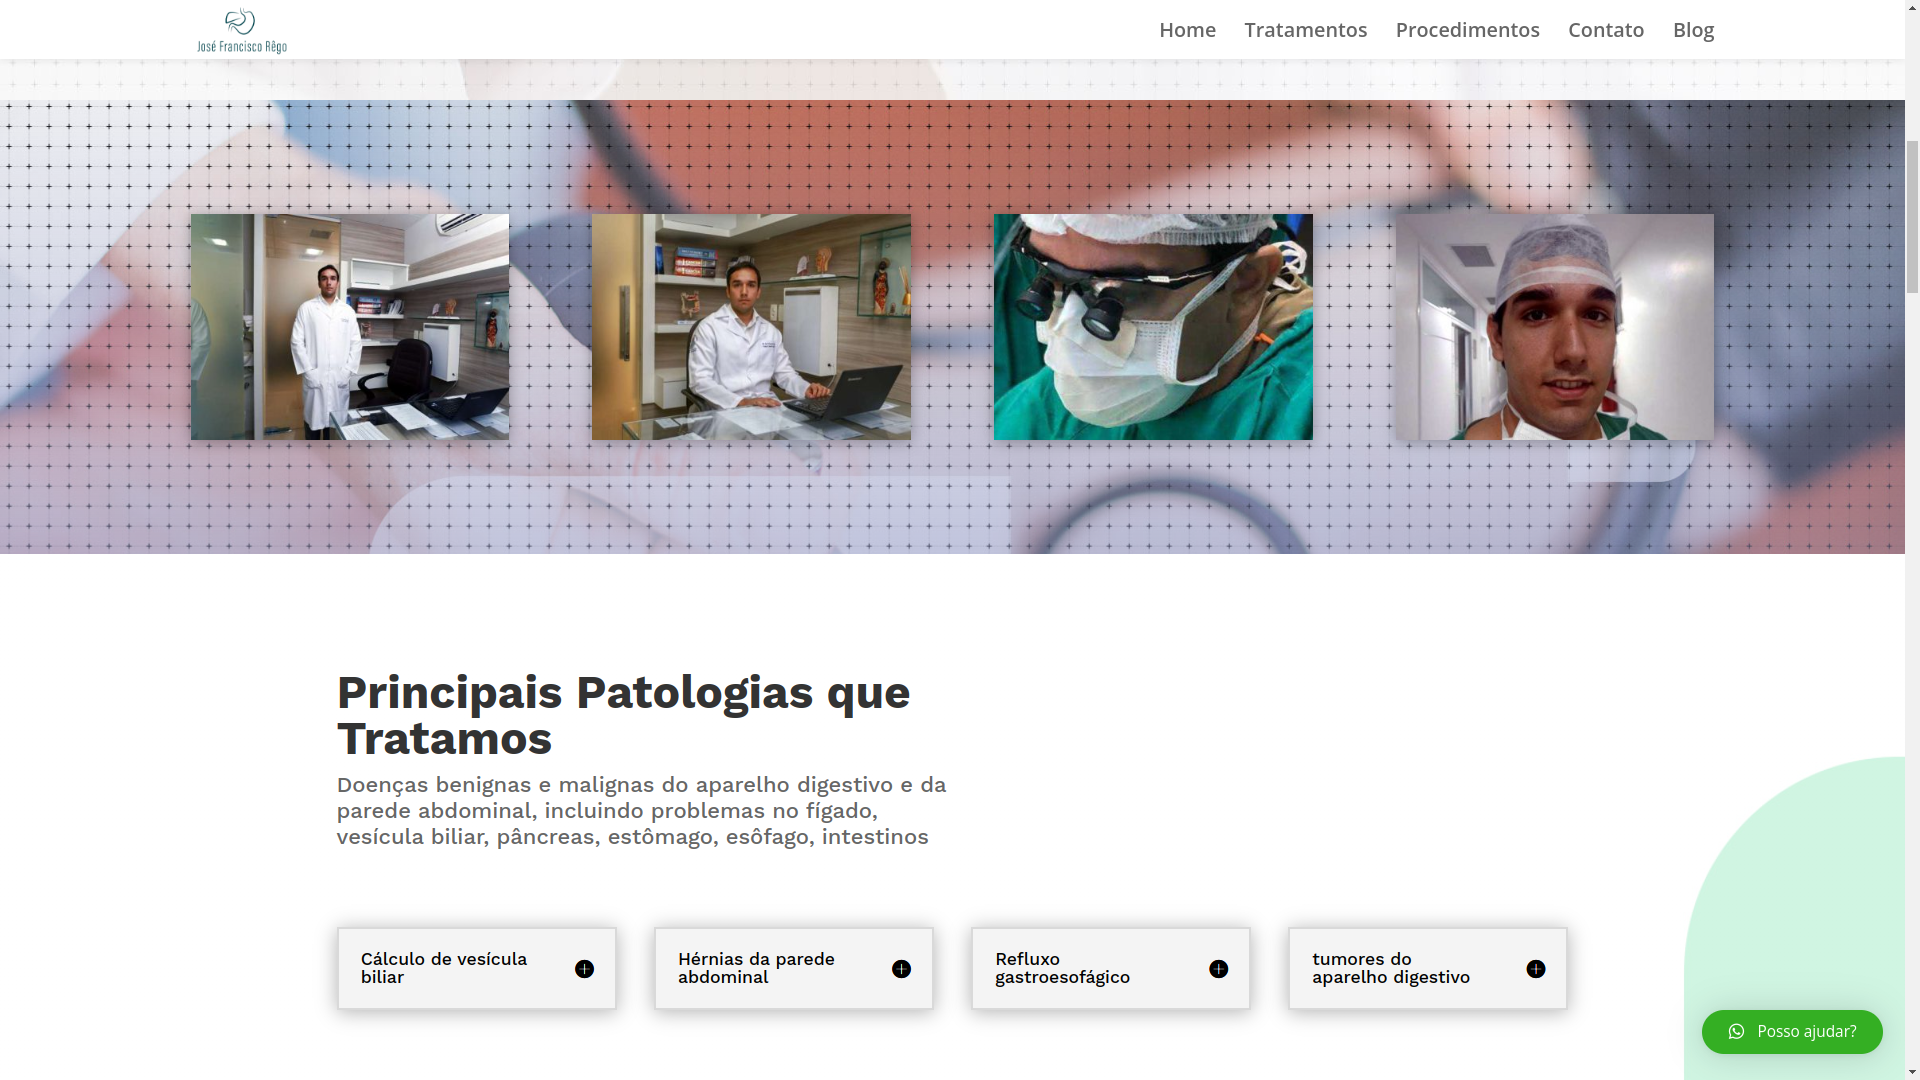 José Francisco Rêgo
Home
Tratamentos
Procedimentos
Contato
Blog
Principais Patologias que
Tratamos
Doenças benignas e malignas do aparelho digestivo e da
parede abdominal, incluindo problemas no fígado,
vesícula biliar, pâncreas, estômago, esôfago, intestinos
Cálculo de vesícula
biliar
Hérnias da parede
abdominal
Refluxo
gastroesofágico
tumores do
aparelho digestivo
Posso ajudar?